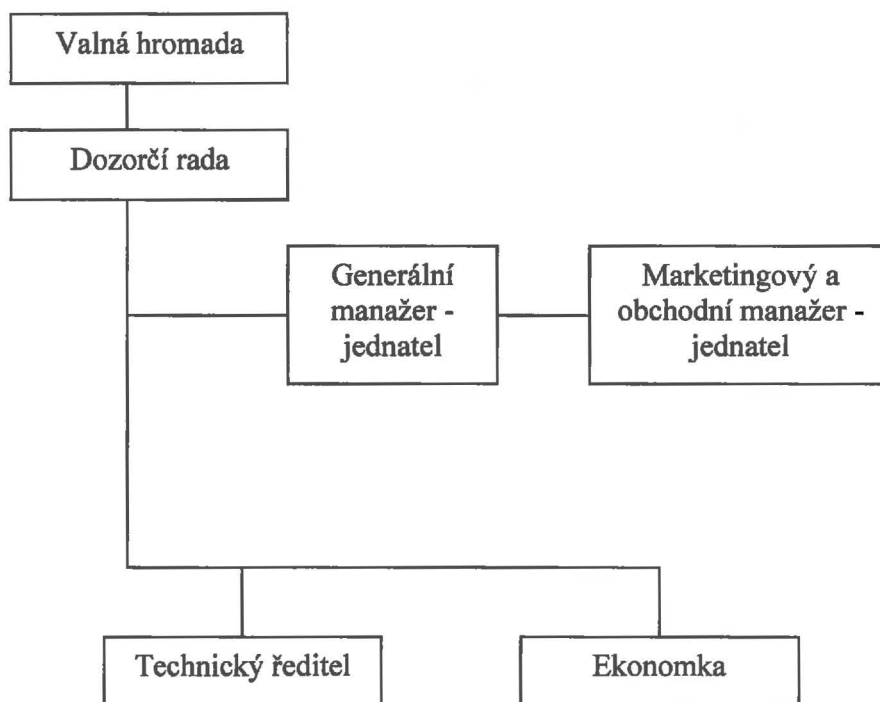 Valná hromada
Dozorčí rada
Generální
manažer -
jednatel
Marketingový a
obchodní manažer -
jednatel
Technický ředitel
Ekonomka